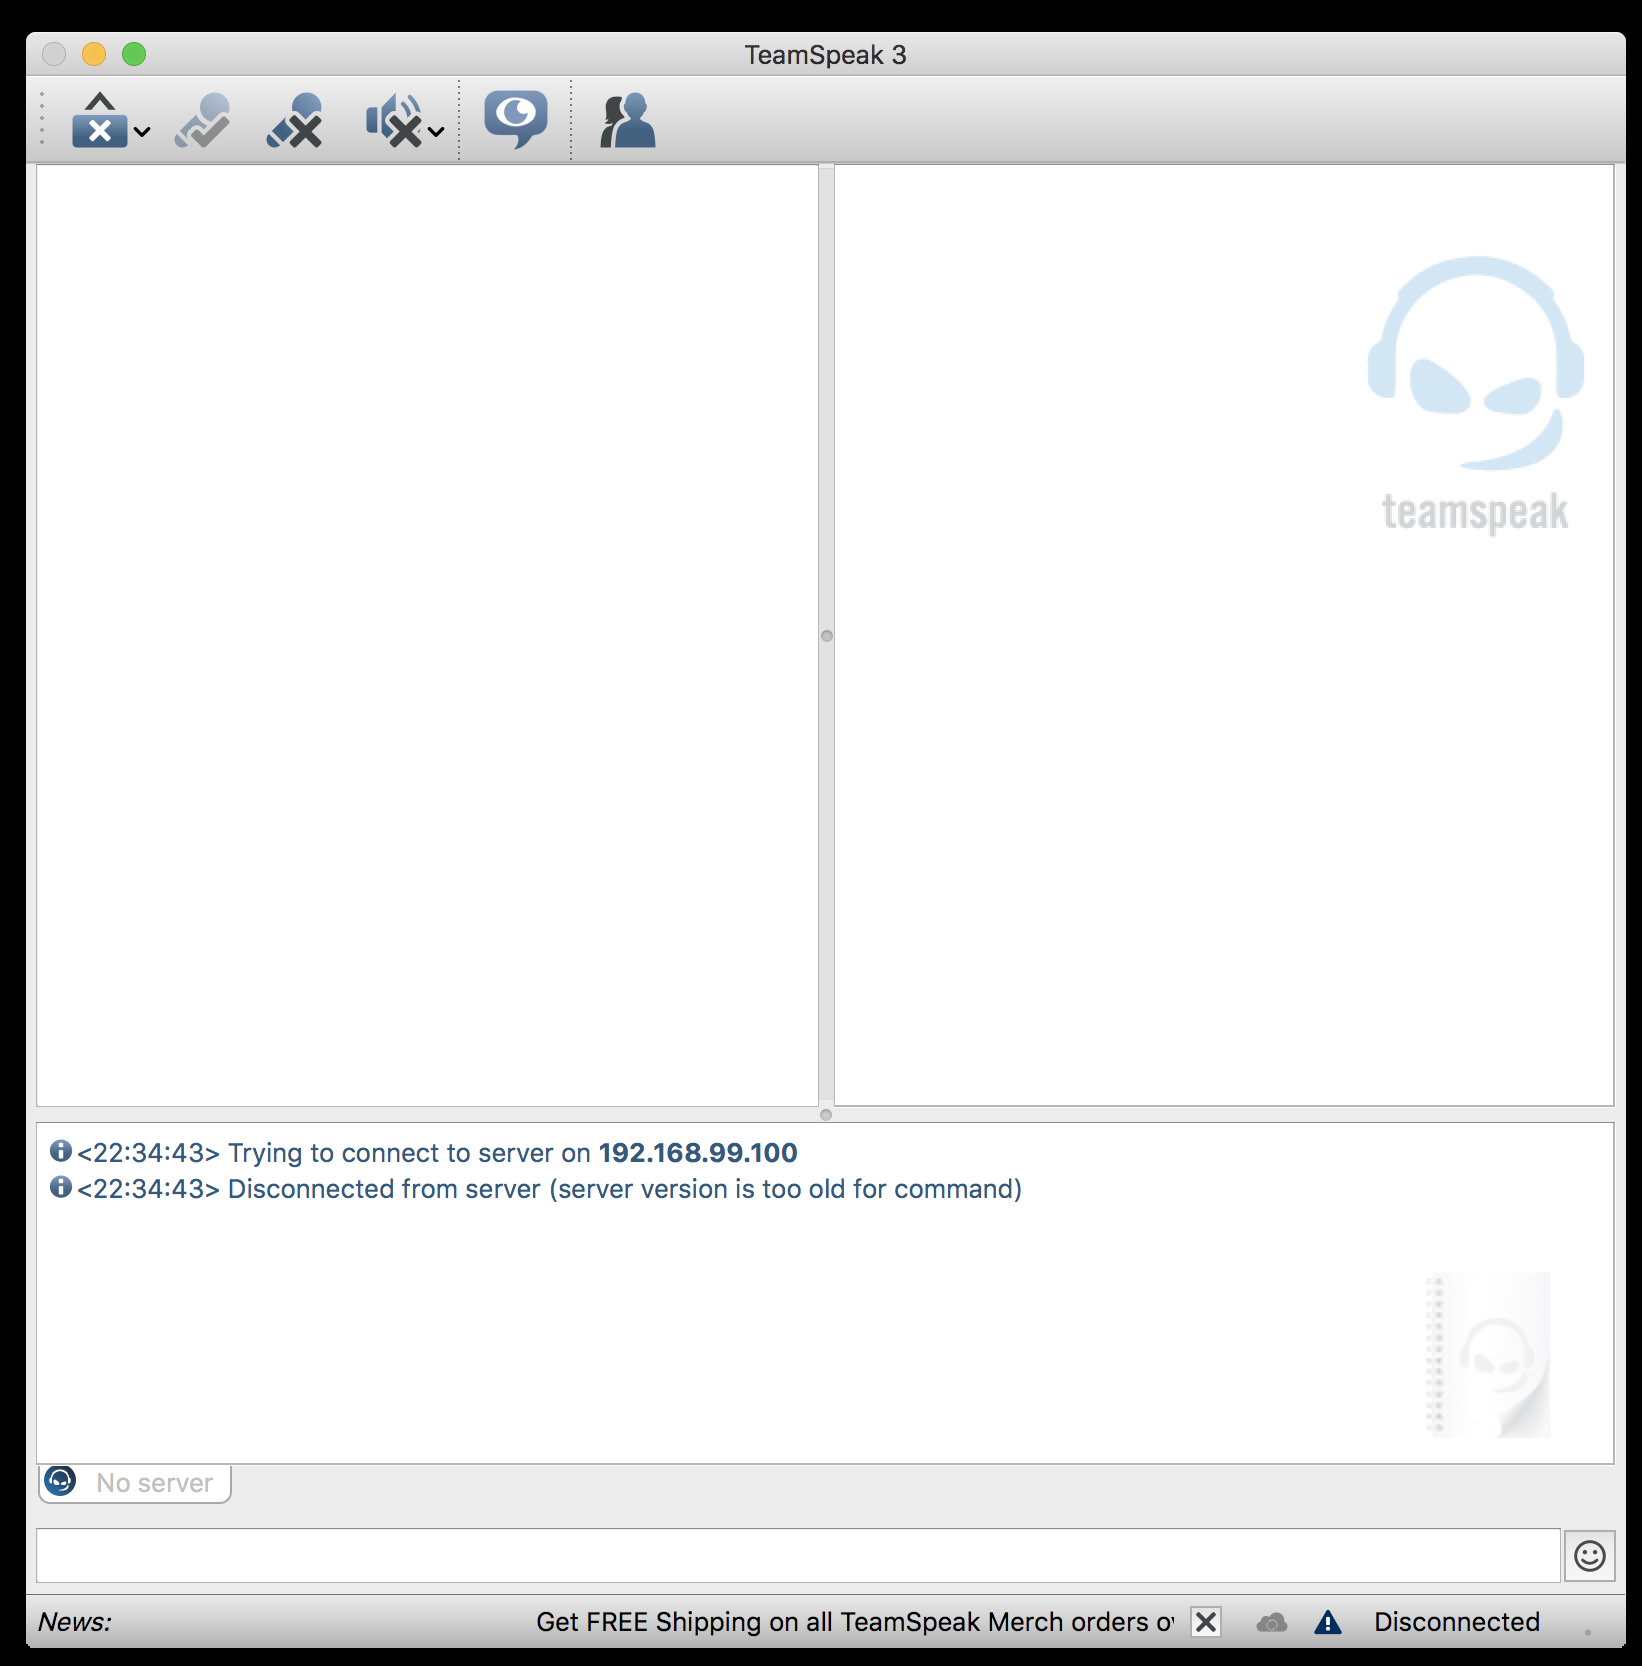 TeamSpeak 3
teamspeak
<22:34:43> Trying to connect to server on 192.168.99.100
<22:34:43> Disconnected from server (server version is too old for command)
No server
News:
Get FREE Shipping on all TeamSpeak Merch orders ov
Disconnected